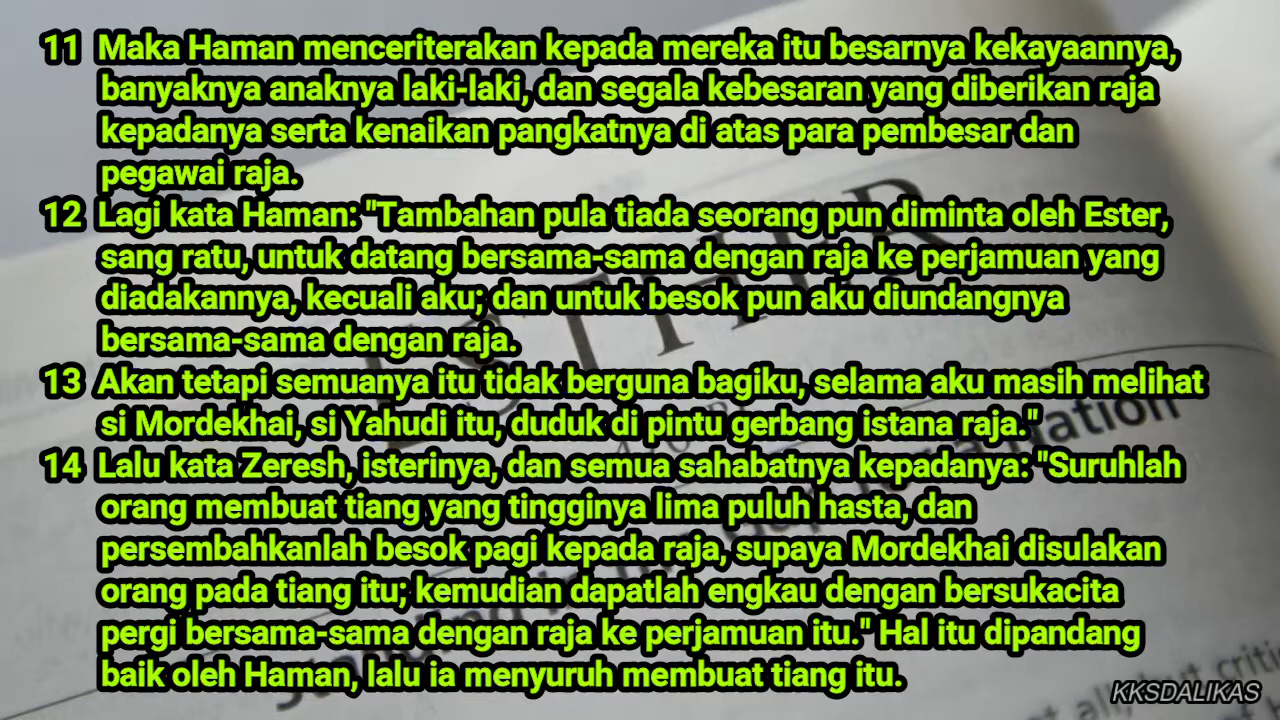 11 Maka Haman menceriterakan kepada mereka itu besarnya kekayaannya,
banyaknya anaknya laki-laki, dan segala kebesaran yang diberikan raja
kepadanya serta kenaikan pangkatnya di atas para pembesar dan
pegawai raja.
12 Lagi kata Haman: "Tambahan pula tiada seorang pun diminta oleh Ester,
sang ratu, untuk datang bersama-sama dengan raja ke perjamuan yang
diadakannya, kecuali aku; dan untuk besok pun aku diundangnya
bersama-sama dengan raja.
13 Akan tetapi semuanya itu tidak berguna bagiku, selama aku masih melihat
si Mordekhai, si Yahudi itu, duduk di pintu gerbang istana raja."
14 Lalu kata Zeresh, isterinya, dan semua sahabatnya kepadanya: "Suruhlah
orang membuat tiang yang tingginya lima puluh hasta, dan
persembahkanlah besok pagi kepada raja, supaya Mordekhai disulakan
orang pada tiang itu; kemudian dapatlah engkau dengan bersukacita
pergi bersama-sama dengan raja ke perjamuan itu." Hal itu dipandang
baik oleh Haman, lalu ia menyuruh membuat tiang itu.
ESTHER
KKSDALIKAS